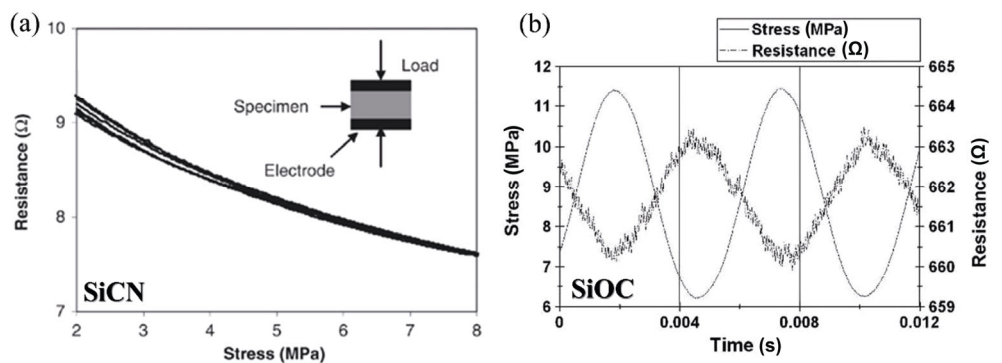 (a)
10
9
8
7
Resistance (Ω)
Load
Specimen
Electrode
SiCN
2 3 4 5 6 7 8
Stress (MPa)
(b)
Stress (MPa)
Resistance (Ω)
12
11
10
9
8
7
6
Stress (MPa)
665
664
663
662
661
660
659
Resistance (Ω)
SiOC
0 0.004 0.008 0.012
Time (s)